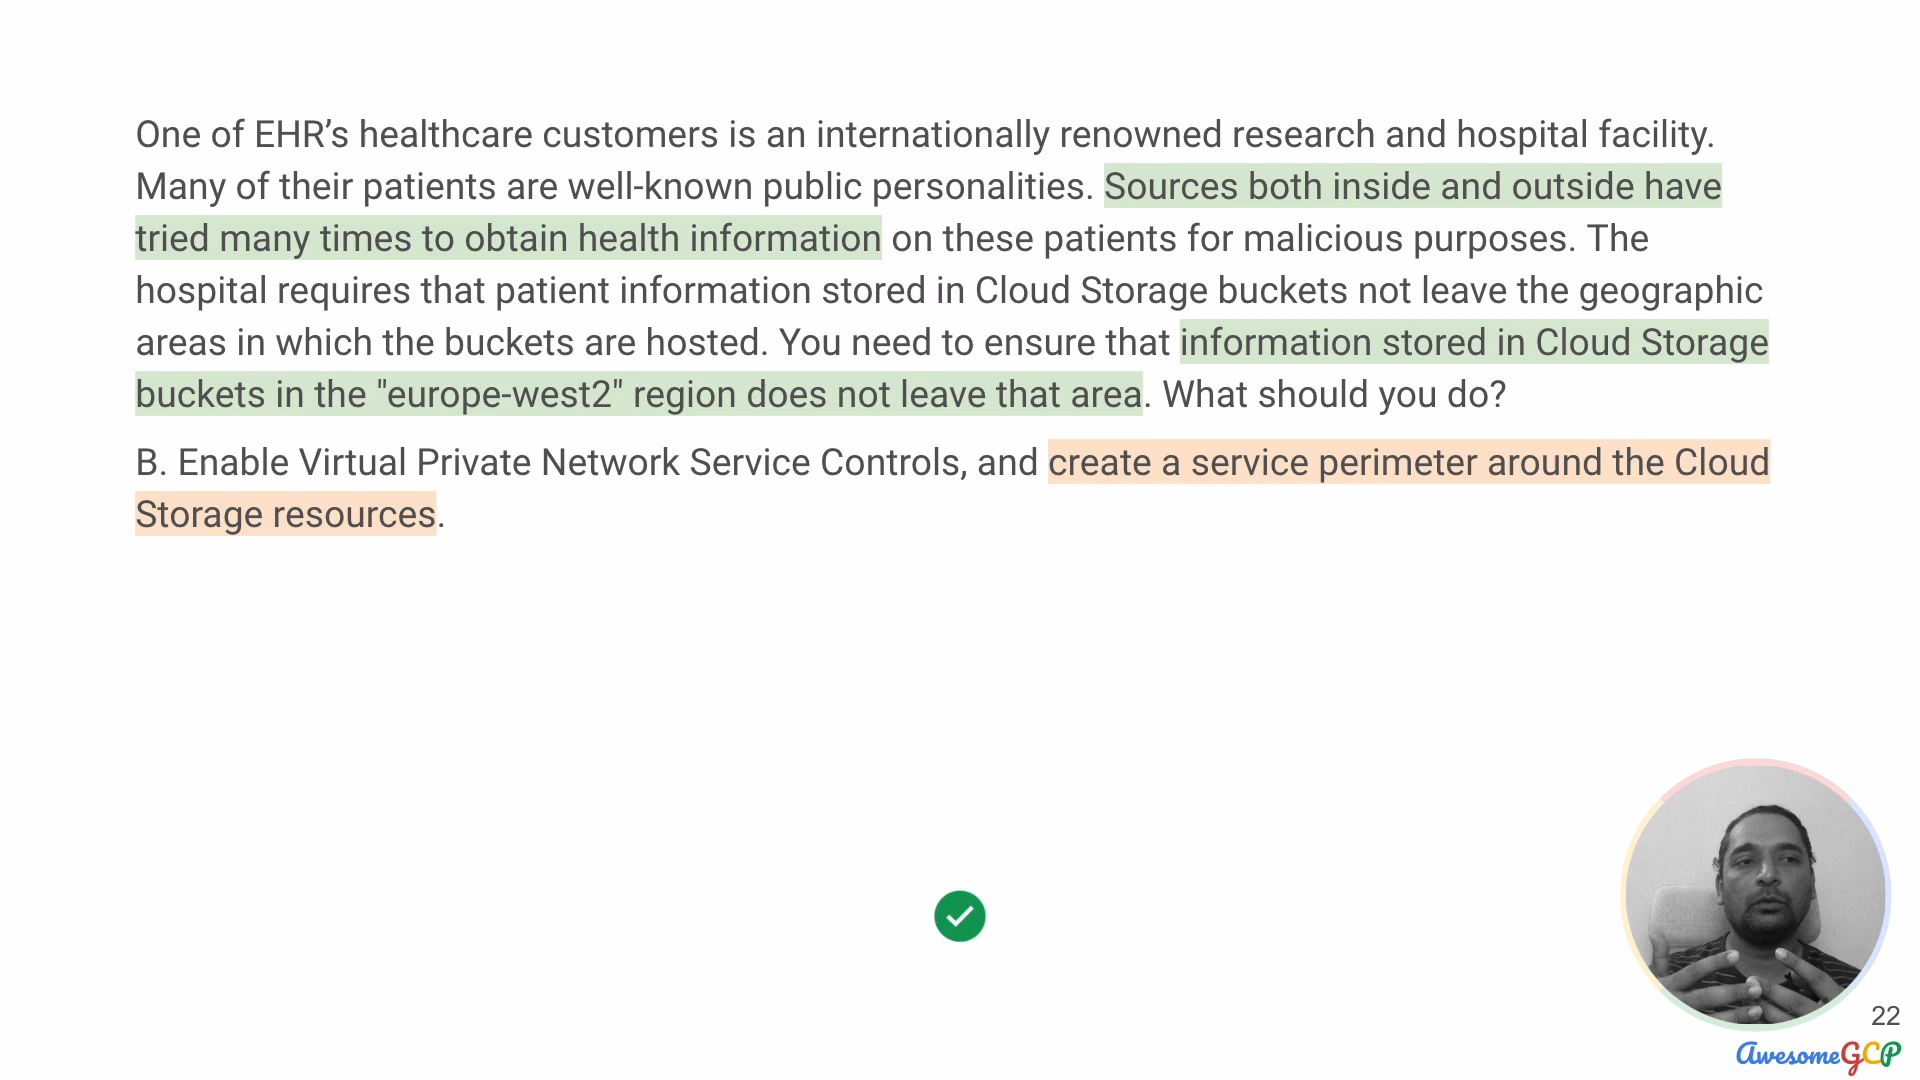 One of EHR’s healthcare customers is an internationally renowned research and hospital facility.
Many of their patients are well-known public personalities. Sources both inside and outside have
tried many times to obtain health information on these patients for malicious purposes. The
hospital requires that patient information stored in Cloud Storage buckets not leave the geographic
areas in which the buckets are hosted. You need to ensure that information stored in Cloud Storage
buckets in the "europe-west2" region does not leave that area. What should you do?
B. Enable Virtual Private Network Service Controls, and create a service perimeter around the Cloud
Storage resources.
22
AwesomeGCP